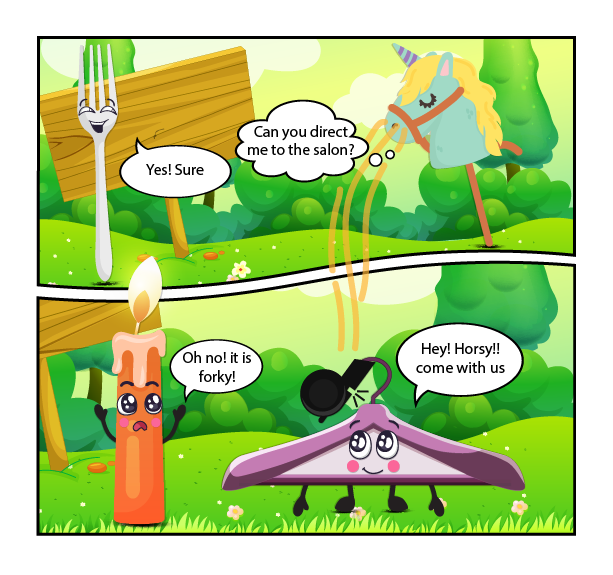 Can you direct
me to the salon?
Yes! Sure
Oh no! it is
forky!
Hey! Horsy!!
come with us